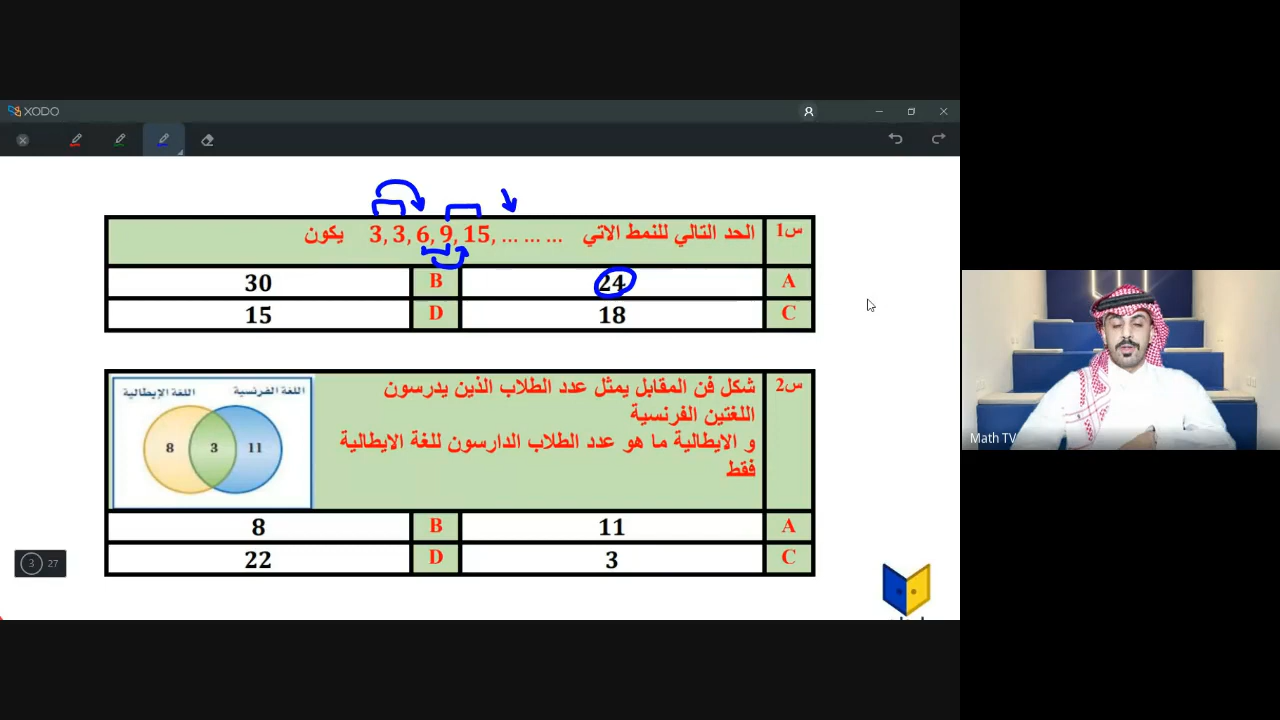 XODO
س1
الحد التالي للنمط الاتي 3, 3, 6, 9, 15, ... ... ... يكون
A 24 B 30
C 18 D 15
س2
شكل فن المقابل يمثل عدد الطلاب الذين يدرسون
اللغتين الفرنسية
و الايطالية ما هو عدد الطلاب الدارسون للغة الايطالية
فقط
اللغة الفرنسية اللغة الإيطالية
8 3 11
A 11 B 8
C 3 D 22
3 27
Math TV